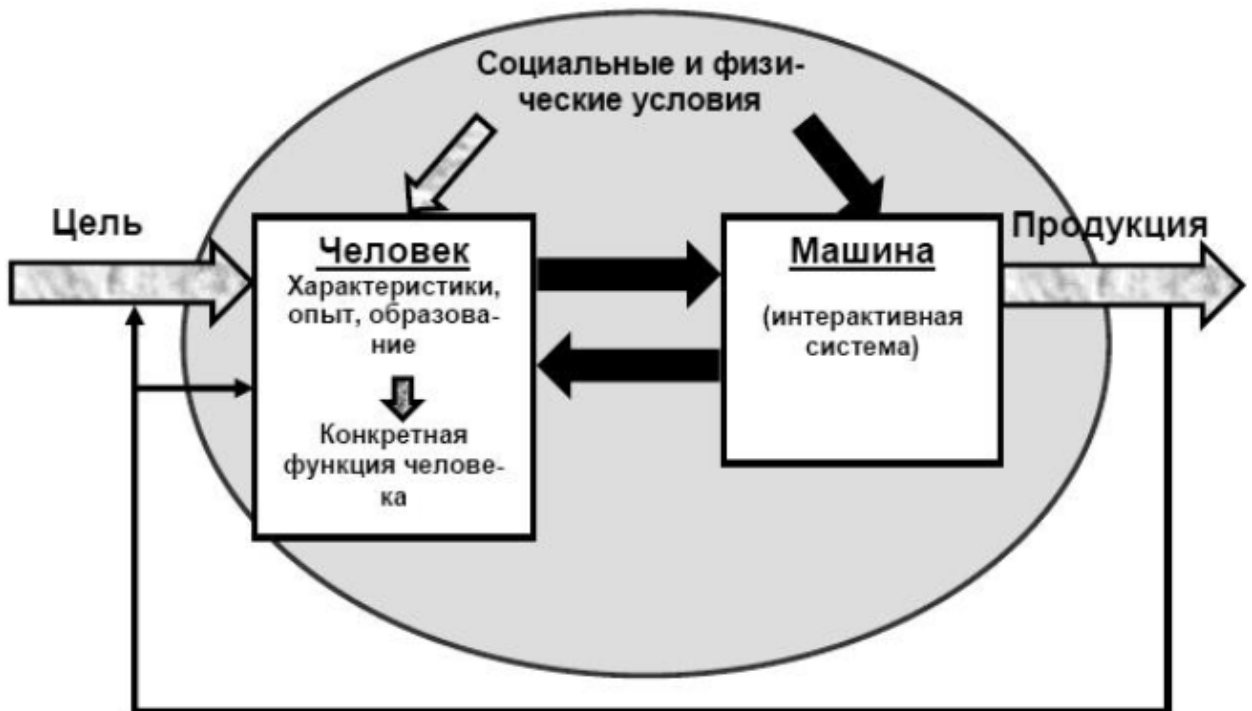 Социальные и физи-
ческие условия
Цель
Продукция
Человек
Характеристики,
опыт, образова-
ние
Конкретная
функция челове-
ка
Машина
(интерактивная
система)